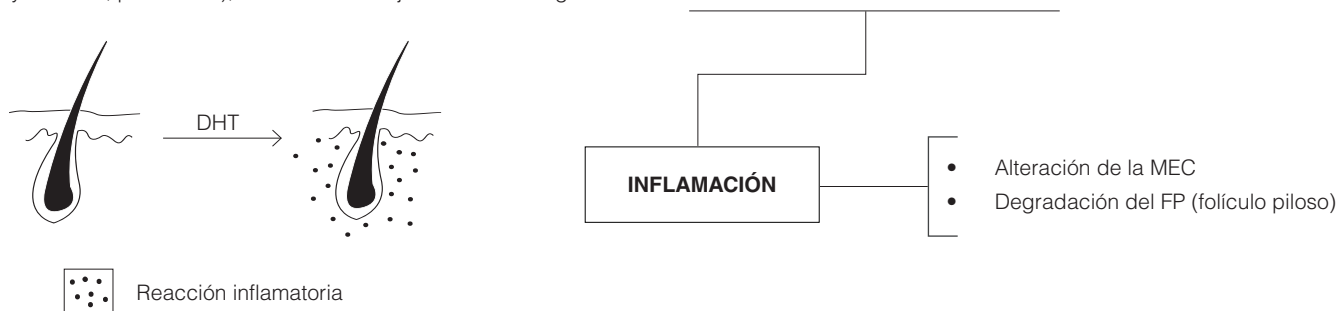 DHT
INFLAMACIÓN
• Alteración de la MEC
• Degradación del FP (folículo piloso)
Reacción inflamatoria